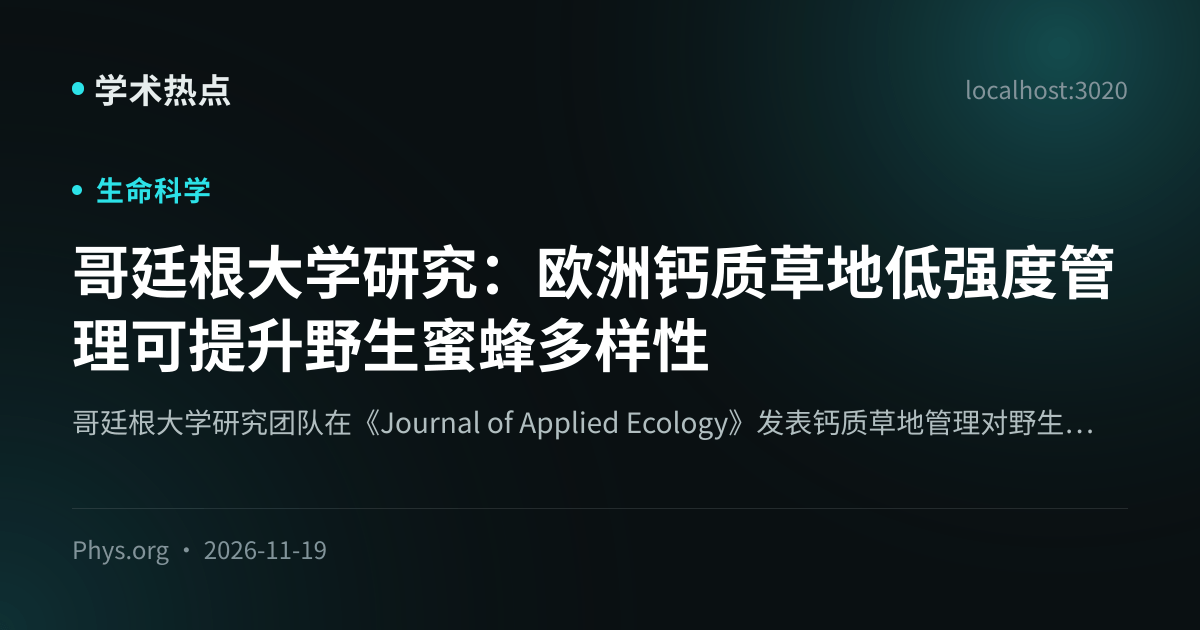 学术热点
localhost:3020
生命科学
哥廷根大学研究：欧洲钙质草地低强度管
理可提升野生蜜蜂多样性
哥廷根大学研究团队在《Journal of Applied Ecology》发表钙质草地管理对野生…
Phys.org • 2026-11-19